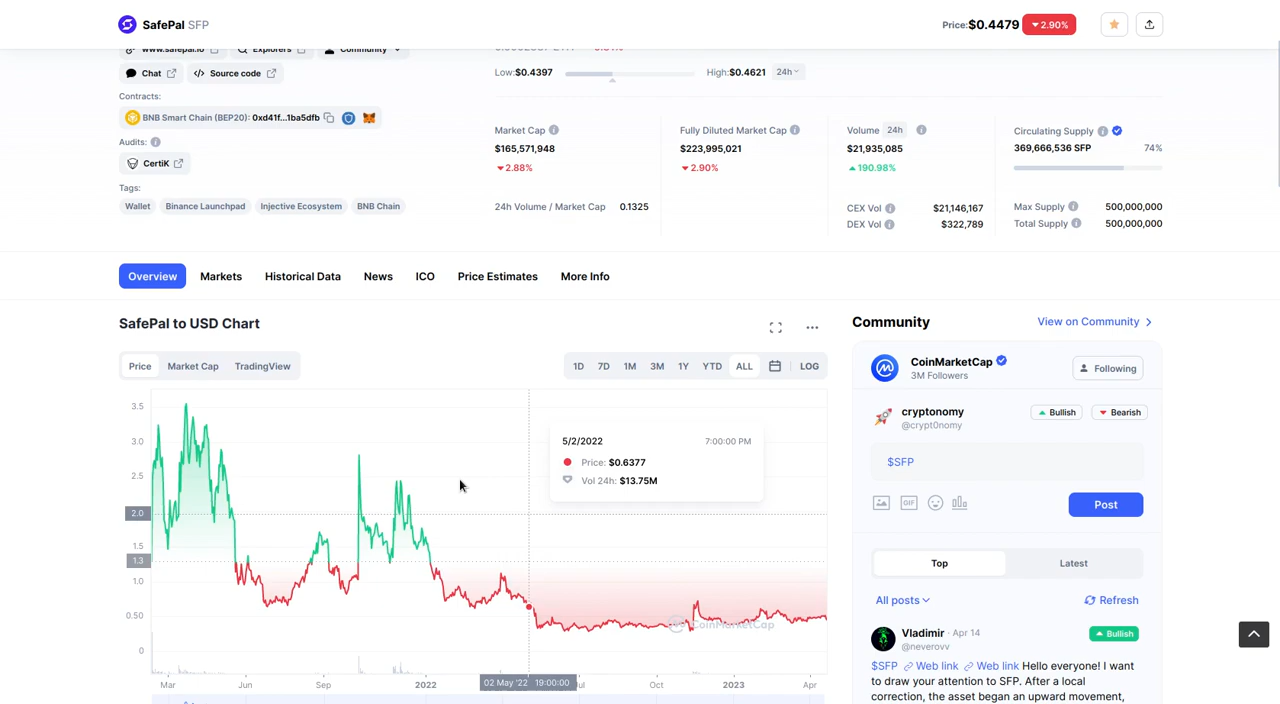 SafePal SFP
Price:$0.4479 2.90%
www.safepal.io Explorers Community
Low:$0.4397 High:$0.4621 24h
Chat Source code
Contracts:
BNB Smart Chain (BEP20): 0xd41f...1ba5dfb
Audits:
CertiK
Tags:
Wallet Binance Launchpad Injective Ecosystem BNB Chain
Market Cap
$165,571,948
2.88%
24h Volume / Market Cap 0.1325
Fully Diluted Market Cap
$223,995,021
2.90%
Volume 24h
$21,935,085
190.98%
CEX Vol $21,146,167
DEX Vol $322,789
Circulating Supply
369,666,536 SFP 74%
Max Supply 500,000,000
Total Supply 500,000,000
Overview Markets Historical Data News ICO Price Estimates More Info
SafePal to USD Chart
Price Market Cap TradingView
1D 7D 1M 3M 1Y YTD ALL LOG
3.5
3.0
2.5
2.0
1.5
1.3
1.0
0.50
0
5/2/2022 7:00:00 PM
Price: $0.6377
Vol 24h: $13.75M
CoinMarketCap
Mar Jun Sep 2022 02 May '22 19:00:00 Jul Oct 2023 Apr
Community View on Community
CoinMarketCap
3M Followers
Following
cryptonomy
@crypt0nomy
Bullish Bearish
$SFP
GIF
Post
Top Latest
All posts Refresh
Vladimir · Apr 14
@neverovv
Bullish
$SFP Web link Web link Hello everyone! I want
to draw your attention to SFP. After a local
correction, the asset began an upward movement,